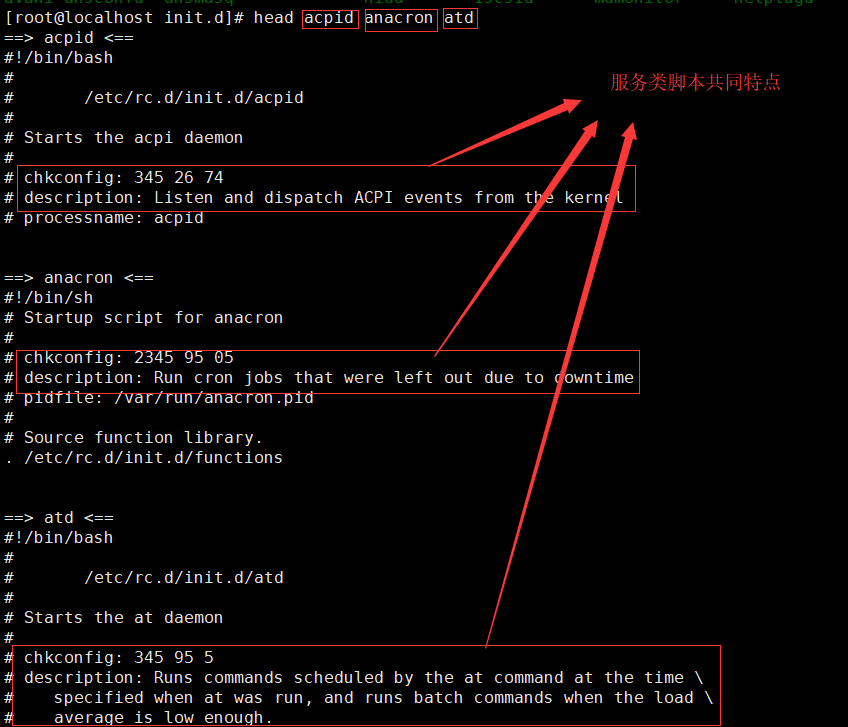 [root@localhost init.d]# head acpid anacron atd
==> acpid <==
#!/bin/bash
#
#       /etc/rc.d/init.d/acpid
#
# Starts the acpi daemon
#
# chkconfig: 345 26 74
# description: Listen and dispatch ACPI events from the kernel
# processname: acpid
服务类脚本共同特点
==> anacron <==
#!/bin/sh
# Startup script for anacron
#
# chkconfig: 2345 95 05
# description: Run cron jobs that were left out due to downtime
# pidfile: /var/run/anacron.pid
#
# Source function library.
. /etc/rc.d/init.d/functions
==> atd <==
#!/bin/bash
#
#       /etc/rc.d/init.d/atd
#
# Starts the at daemon
#
# chkconfig: 345 95 5
# description: Runs commands scheduled by the at command at the time \
#    specified when at was run, and runs batch commands when the load \
#    average is low enough.